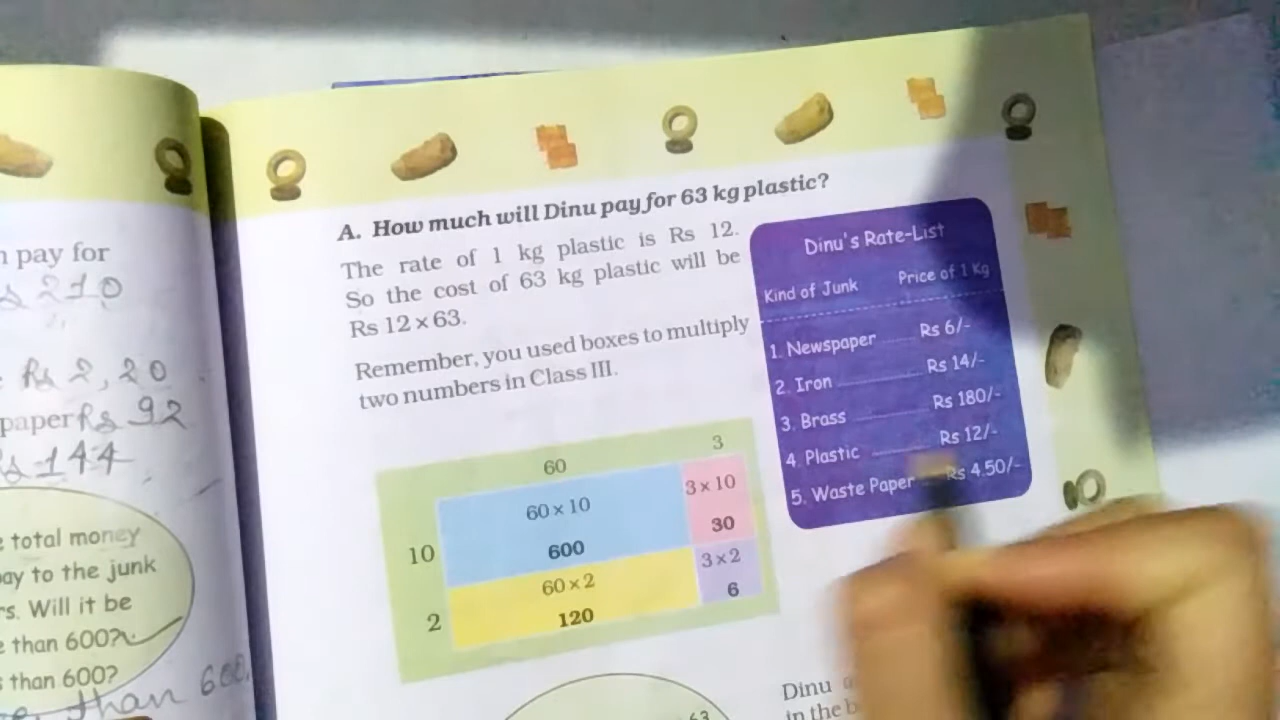 pay for
210
Rs 2,20
paper Rs 92
144
total money
to the junk
Will it be
than 600?
than 600?
than 600.
A. How much will Dinu pay for 63 kg plastic?
The rate of 1 kg plastic is Rs 12.
So the cost of 63 kg plastic will be
Rs 12 × 63.
Remember, you used boxes to multiply
two numbers in Class III.
60 3
60 × 10 3 × 10
10 600 30
60 × 2 3 × 2
2 120 6
Dinu's Rate-List
Kind of Junk Price of 1 Kg
1. Newspaper Rs 6/-
2. Iron Rs 14/-
3. Brass Rs 180/-
4. Plastic Rs 12/-
5. Waste Paper Rs 4.50/-
63
Dinu
in the